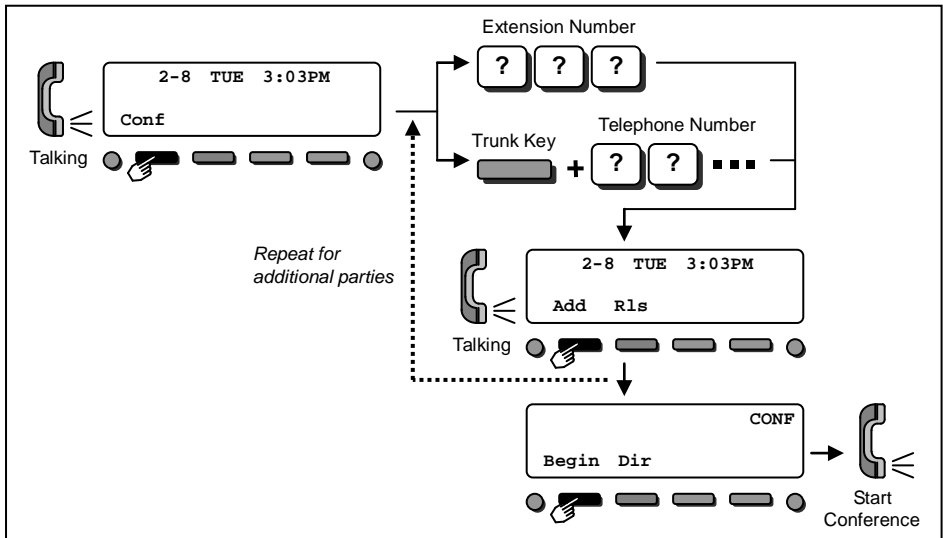 Extension Number
? ? ?
2-8 TUE 3:03PM
Conf
Talking
Trunk Key
Telephone Number
+ ? ? ...
Repeat for
additional parties
2-8 TUE 3:03PM
Add Rls
Talking
CONF
Begin Dir
Start
Conference